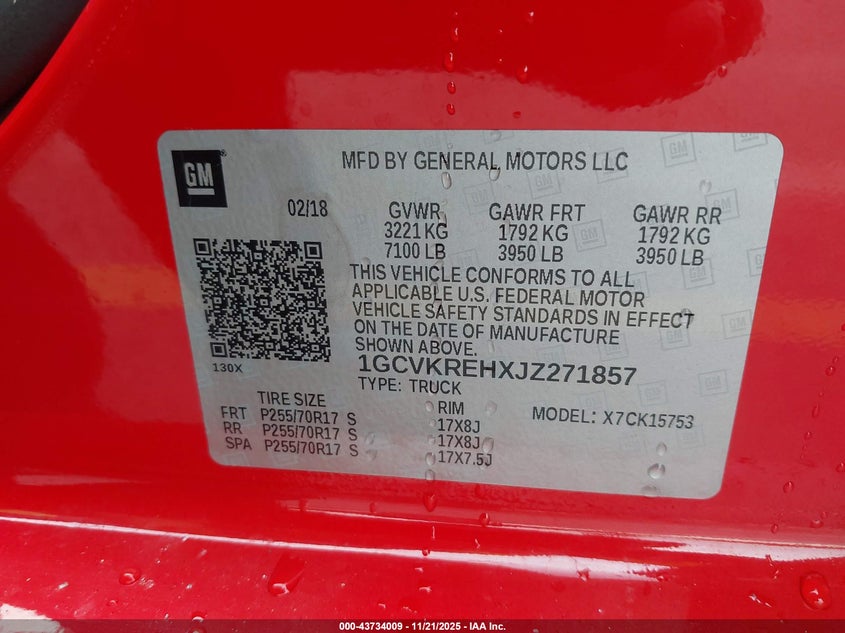 GM
MFD BY GENERAL MOTORS LLC
02/18
GVWR GAWR FRT GAWR RR
3221 KG 1792 KG 1792 KG
7100 LB 3950 LB 3950 LB
THIS VEHICLE CONFORMS TO ALL
APPLICABLE U.S. FEDERAL MOTOR
VEHICLE SAFETY STANDARDS IN EFFECT
ON THE DATE OF MANUFACTURE
SHOWN ABOVE.
130X
1GCVKREHXJZ271857
TYPE: TRUCK
TIRE SIZE RIM MODEL: X7CK15753
FRT P255/70R17 S 17X8J
RR P255/70R17 S 17X8J
SPA P255/70R17 S 17X7.5J
000-43734009 - 11/21/2025 - IAA Inc.